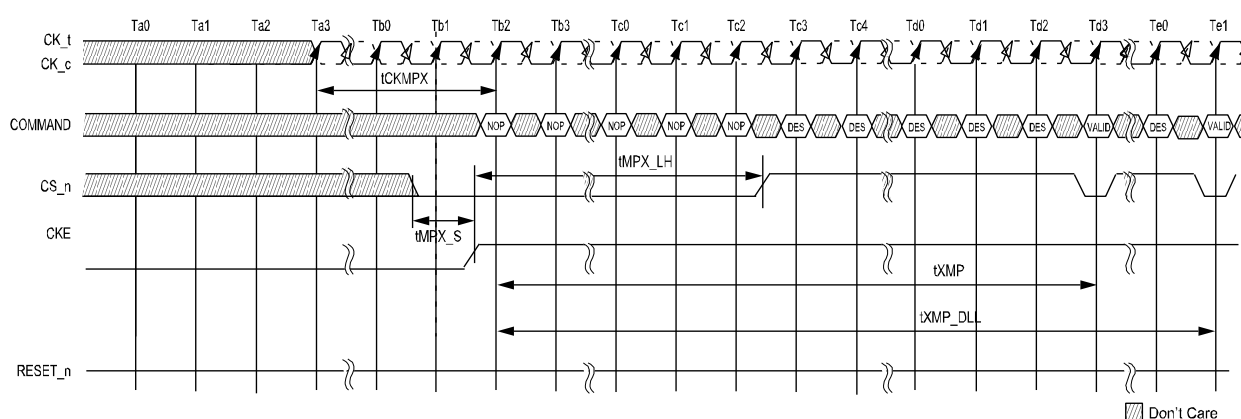 Ta0 Ta1 Ta2 Ta3 Tb0 Tb1 Tb2 Tb3 Tc0 Tc1 Tc2 Tc3 Tc4 Td0 Td1 Td2 Td3 Te0 Te1
CK_t
CK_c
tCKMPX
COMMAND NOP NOP NOP NOP NOP DES DES DES DES DES VALID DES VALID
tMPX_LH
CS_n
tMPX_S
CKE
tXMP
tXMP_DLL
RESET_n
Don't Care